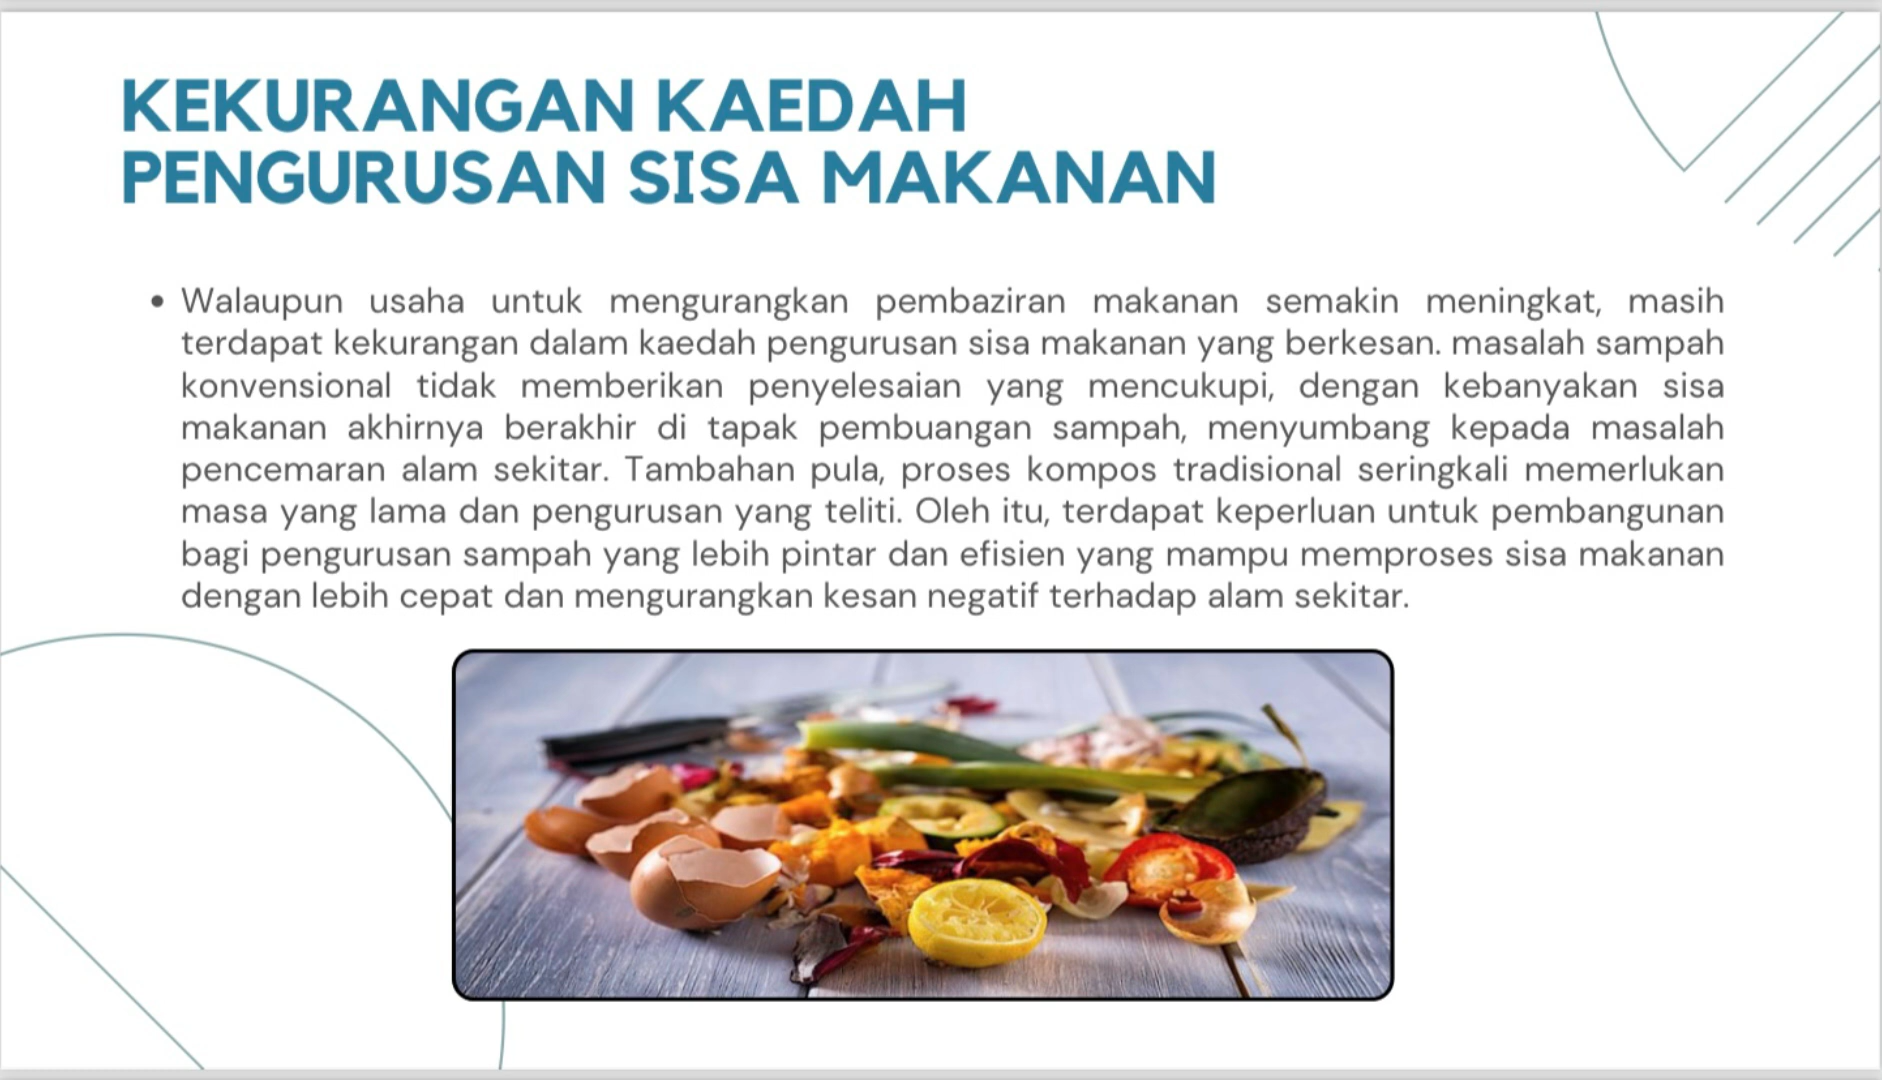 KEKURANGAN KAEDAH
PENGURUSAN SISA MAKANAN
• Walaupun usaha untuk mengurangkan pembaziran makanan semakin meningkat, masih
terdapat kekurangan dalam kaedah pengurusan sisa makanan yang berkesan. masalah sampah
konvensional tidak memberikan penyelesaian yang mencukupi, dengan kebanyakan sisa
makanan akhirnya berakhir di tapak pembuangan sampah, menyumbang kepada masalah
pencemaran alam sekitar. Tambahan pula, proses kompos tradisional seringkali memerlukan
masa yang lama dan pengurusan yang teliti. Oleh itu, terdapat keperluan untuk pembangunan
bagi pengurusan sampah yang lebih pintar dan efisien yang mampu memproses sisa makanan
dengan lebih cepat dan mengurangkan kesan negatif terhadap alam sekitar.